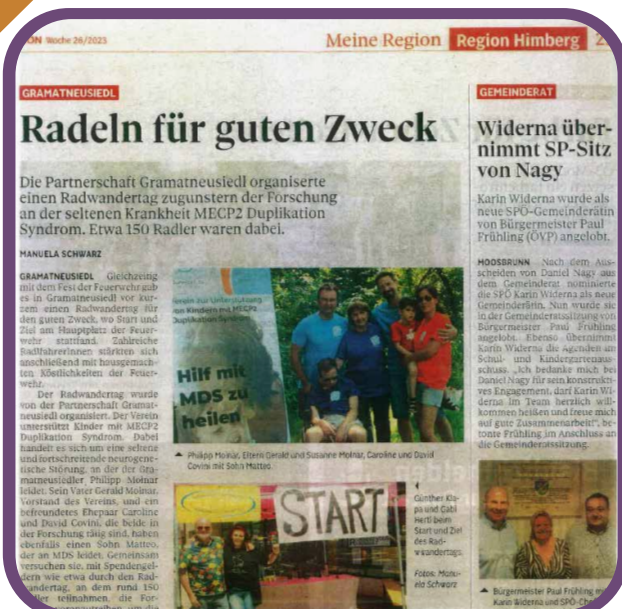 ON Woche 26/2023
Meine Region Region Himberg
GRAMATNEUSIEDL
Radeln für guten Zweck
Die Partnerschaft Gramatneusiedl organiserte
einen Radwandertag zugunstern der Forschung
an der seltenen Krankheit MECP2 Duplikation
Syndrom. Etwa 150 Radler waren dabei.
MANUELA SCHWARZ
GRAMATNEUSIEDL Gleichzeitig
mit dem Fest der Feuerwehr gab
es in Gramatneusiedl vor kur-
zem einen Radwandertag für
den guten Zweck, wo Start und
Ziel am Hauptplatz der Feuer-
wehr stattfand. Zahlreiche
RadfahrerInnen stärkten sich
anschließend mit hausgemach-
ten Köstlichkeiten der Feuer-
wehr.
Der Radwandertag wurde
von der Partnerschaft Gramat-
neusiedl organisiert. Der Verein
unterstützt Kinder mit MECP2
Duplikation Syndrom. Dabei
handelt es sich um eine seltene
und fortschreitende neurogene-
tische Störung, an der der Gra-
matneusiedler Philipp Molnar
leidet. Sein Vater Gerald Molnar,
Vorstand des Vereins, und ein
befreundetes Ehepaar Caroline
und David Covini, die beide in
der Forschung tätig sind, haben
ebenfalls einen Sohn Matteo,
der an MDS leidet. Gemeinsam
versuchen sie, mit Spendengel-
dern wie etwa durch den Rad-
wandertag, an dem rund 150
Radler teilnahmen, die For-
Verein zur Unterstützung
von Kindern mit MECP2
Duplikation Syndrom
Hilf mit
MDS zu
heilen
Philipp Molnar, Eltern Gerald und Susanne Molnar, Caroline und David
Covini mit Sohn Matteo.
START
Günther Kla-
pa und Gabi
Hertl beim
Start und Ziel
des Rad-
wandertags.
Fotos: Manu-
ela Schwarz
GEMEINDERAT
Widerna über-
nimmt SP-Sitz
von Nagy
Karin Widerna wurde als
neue SPÖ-Gemeinderätin
von Bürgermeister Paul
Frühling (ÖVP) angelobt.
MOOSBRUNN Nach dem Aus-
scheiden von Daniel Nagy aus
dem Gemeinderat nominierte
die SPÖ Karin Widerna als neue
Gemeinderätin. Nun wurde sie
in der Gemeinderatssitzung von
Bürgermeister Paul Frühling
angelobt. Ebenso übernimmt
Karin Widerna die Agenden im
Schul- und Kindergartenaus-
schuss. „Ich bedanke mich bei
Daniel Nagy für sein konstrukti-
ves Engagement, darf Karin Wi-
derna im Team herzlich will-
kommen heißen und freue mich
auf gute Zusammenarbeit", be-
tonte Frühling im Anschluss an
die Gemeinderatssitzung.
Bürgermeister Paul Frühling
Karin Widerna und SPÖ-